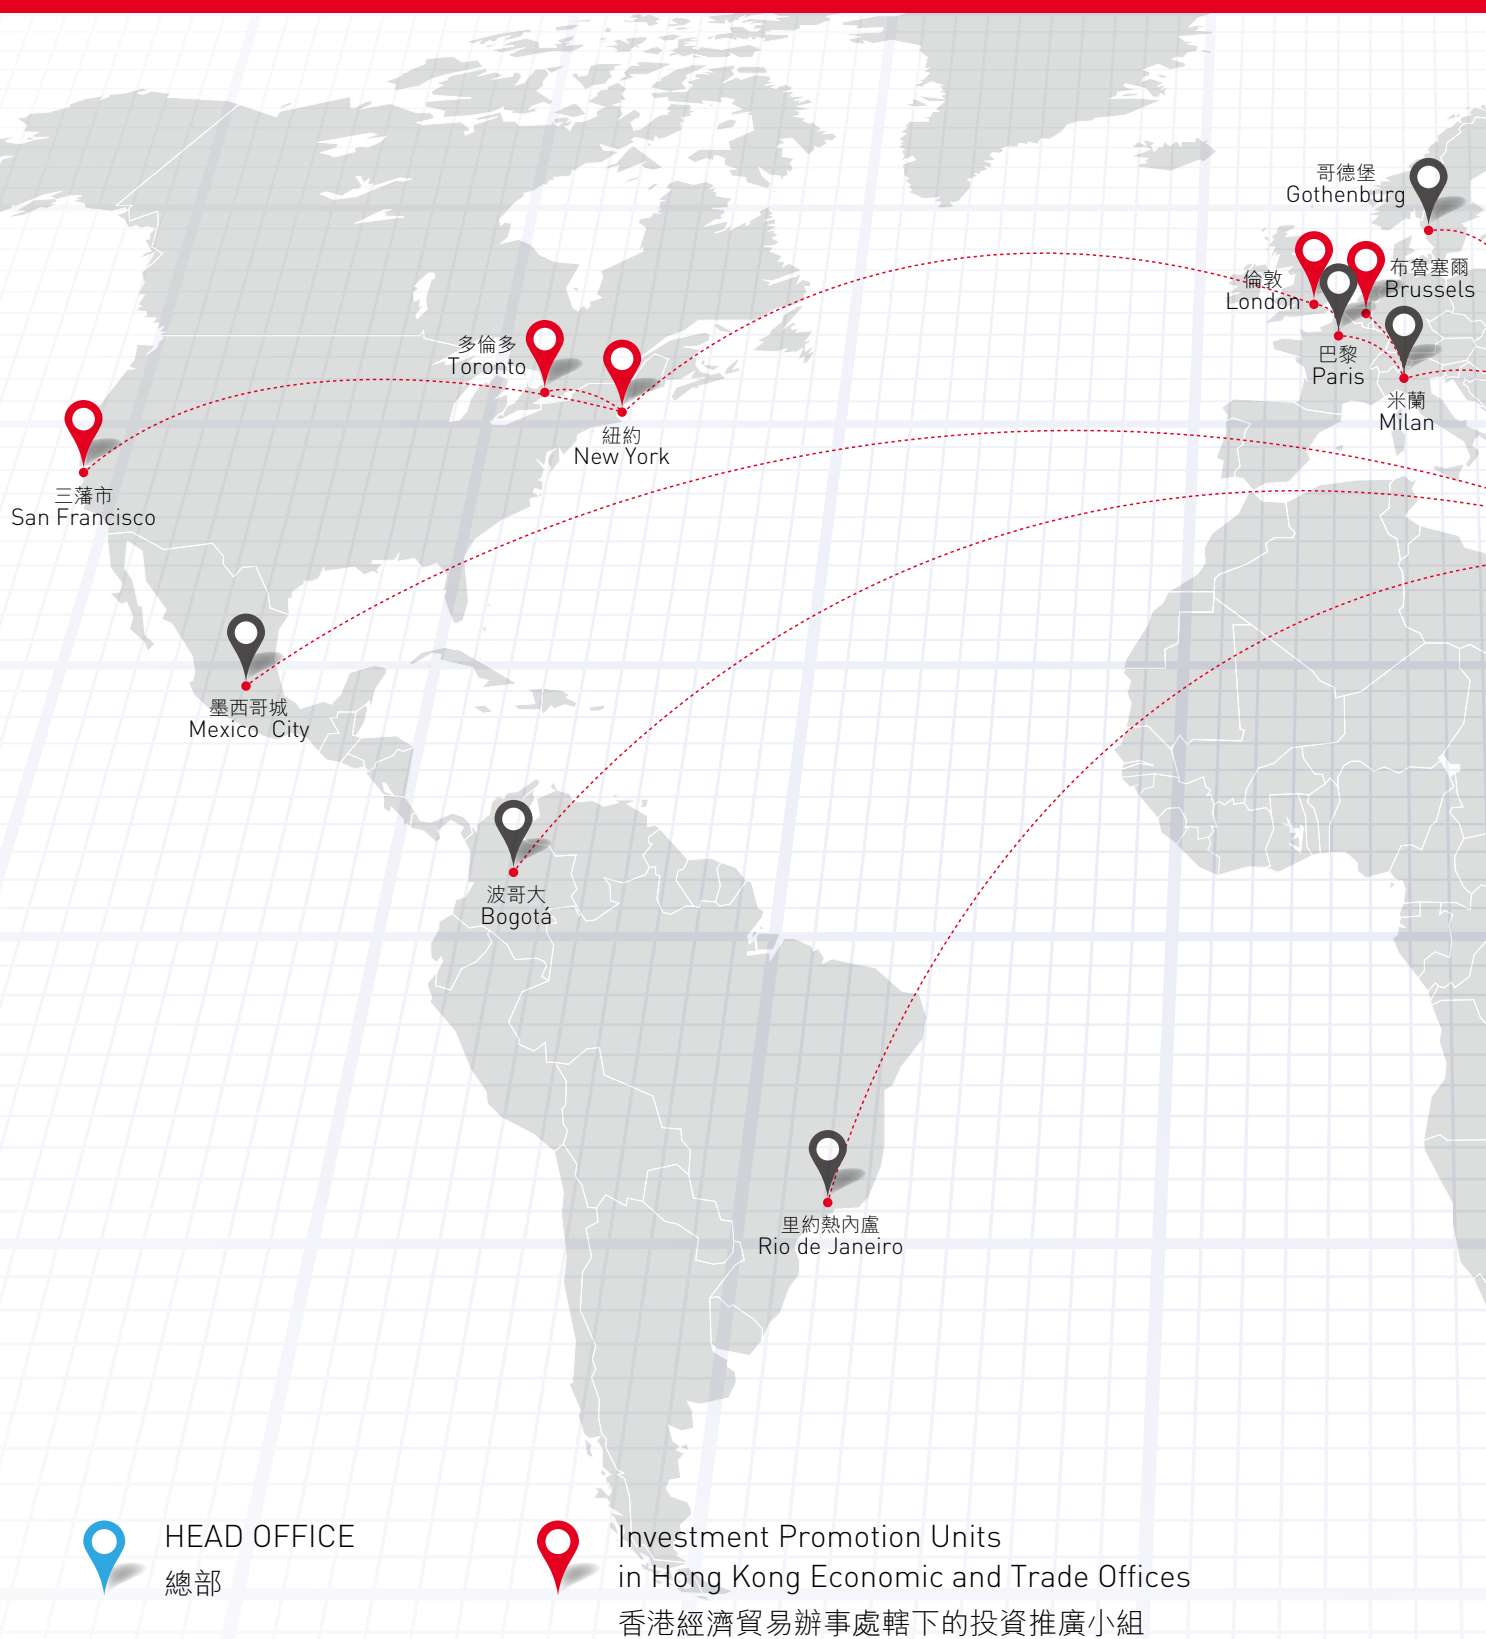 哥德堡
Gothenburg
倫敦
London
布魯塞爾
Brussels
巴黎
Paris
米蘭
Milan
多倫多
Toronto
紐約
New York
三藩市
San Francisco
墨西哥城
Mexico City
波哥大
Bogotá
里約熱內盧
Rio de Janeiro
HEAD OFFICE
總部
Investment Promotion Units
in Hong Kong Economic and Trade Offices
香港經濟貿易辦事處轄下的投資推廣小組